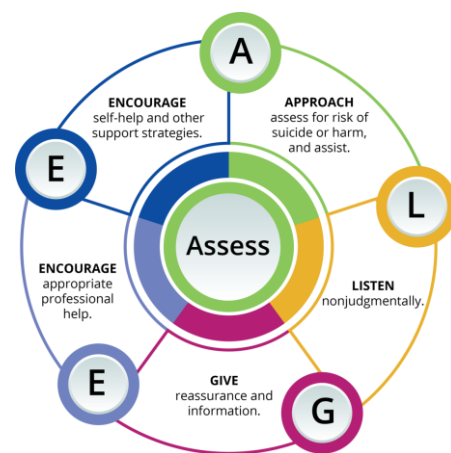 A
APPROACH
assess for risk of
suicide or harm,
and assist.
L
LISTEN
nonjudgmentally.
G
GIVE
reassurance and
information.
E
ENCOURAGE
appropriate
professional
help.
E
ENCOURAGE
self-help and other
support strategies.
Assess